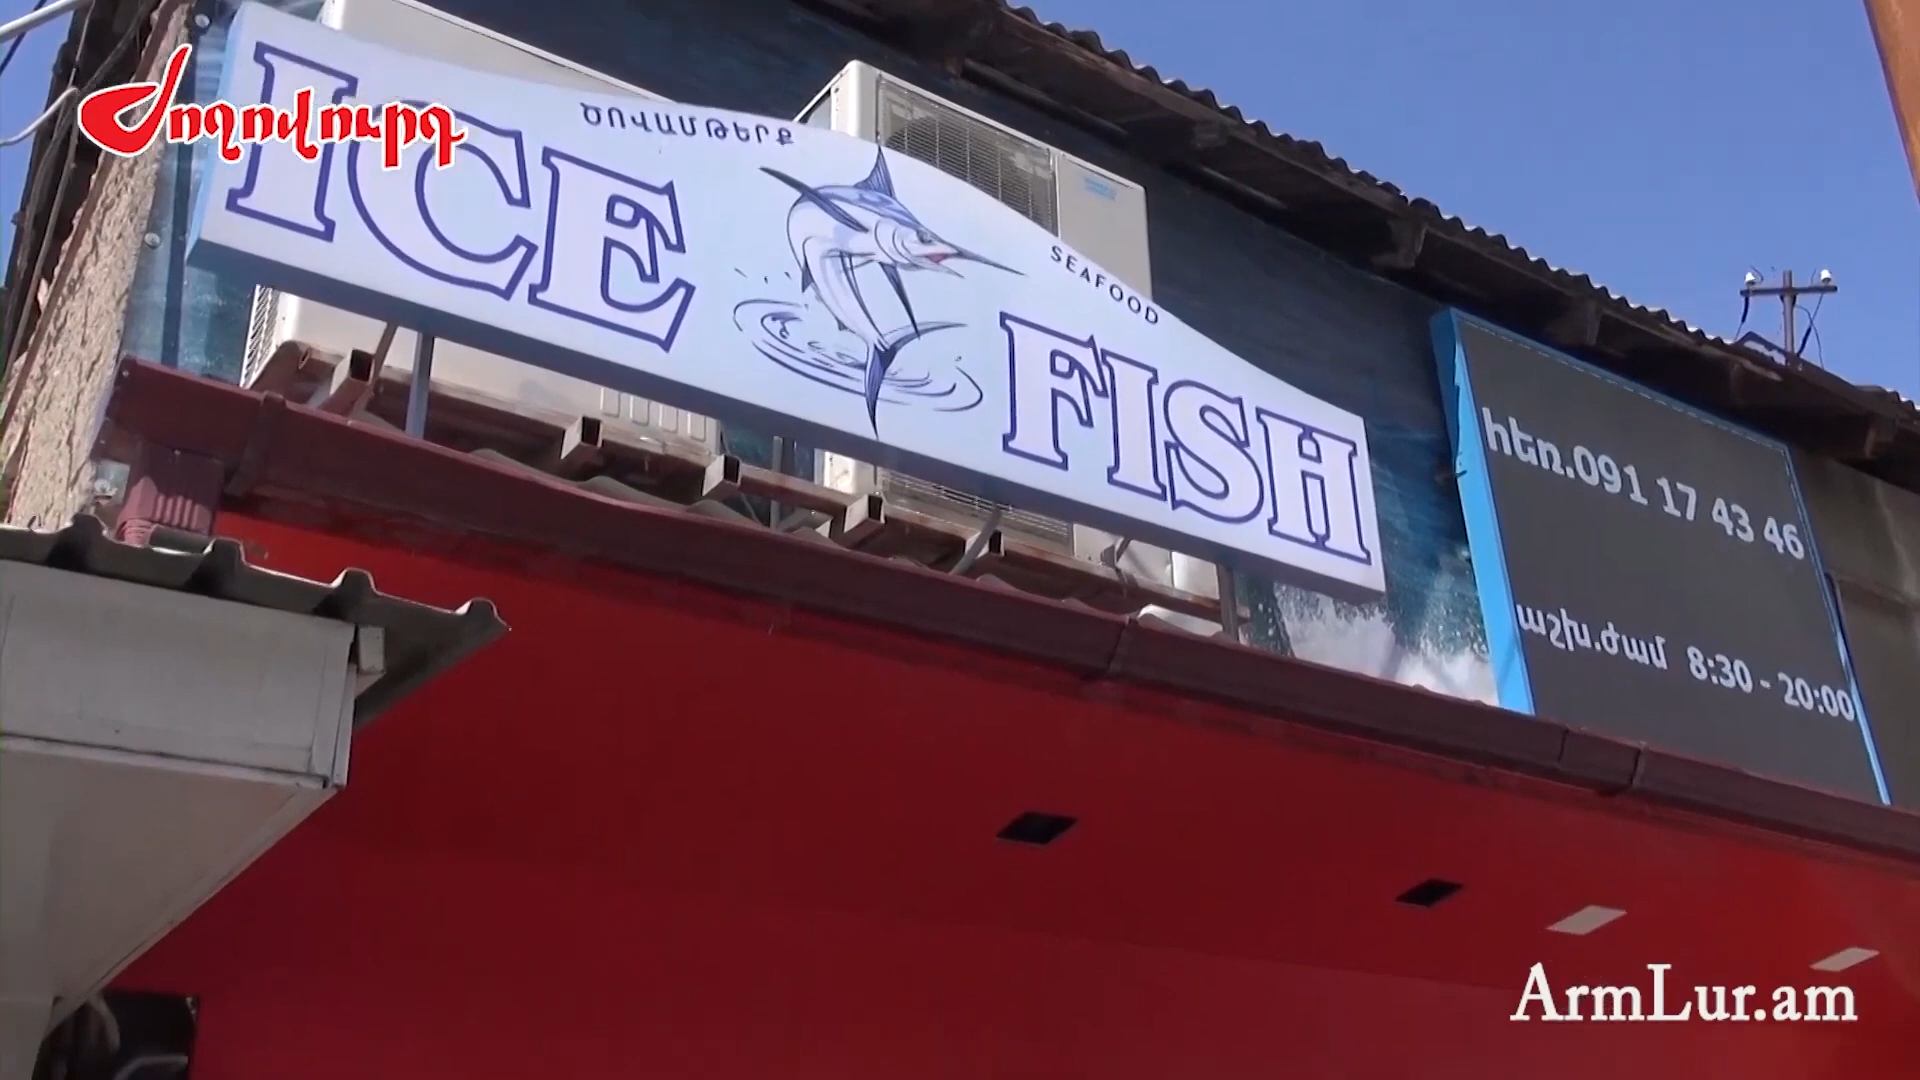 Ժողովուրդ
ԾՈՎԱՄԹԵՐՔ
ICE FISH
SEAFOOD
հեռ.091 17 43 46
աշխ.ժամ 8:30 - 20:00
ArmLur.am